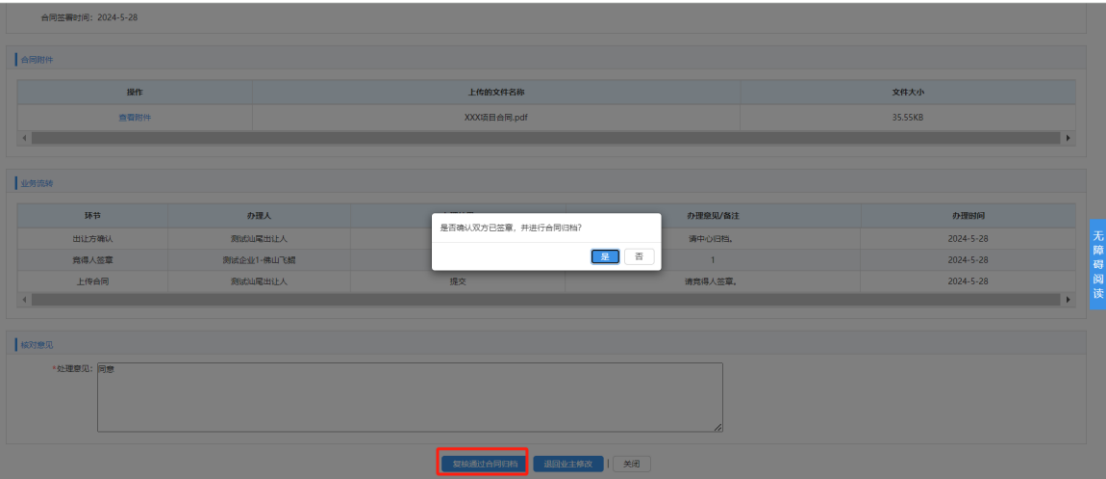 合同签署时间：2024-5-28
合同附件
操作 上传的文件名称 文件大小
查看附件 XXX项目合同.pdf 35.55KB
业务流转
环节 办理人 办理意见/备注 办理时间
出让方确认 测试汕尾出让人 请中心归档。 2024-5-28
竞得人签章 测试企业1-佛山飞鲲 1 2024-5-28
上传合同 测试汕尾出让人 提交 请竞得人签章。 2024-5-28
是否确认双方已签章，并进行合同归档？
是 否
核对意见
*处理意见：同意
复核通过合同归档 退回业主修改 | 关闭
无障碍阅读